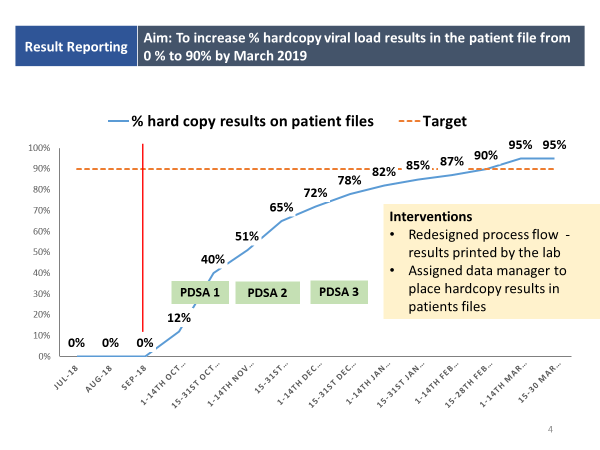 Result Reporting
Aim: To increase % hardcopy viral load results in the patient file from
0 % to 90% by March 2019
% hard copy results on patient files
Target
100%
90%
80%
70%
60%
50%
40%
30%
20%
10%
0%
0%
0%
0%
12%
40%
51%
65%
72%
78%
82%
85%
87%
90%
95%
95%
PDSA 1
PDSA 2
PDSA 3
Interventions
• Redesigned process flow -
results printed by the lab
• Assigned data manager to
place hardcopy results in
patients files
JUL-18
AUG-18
SEP-18
1-14TH OCT…
15-31ST OCT…
1-14TH NOV…
15-31ST…
1-14TH DEC…
15-31ST DEC…
1-14TH JAN…
15-31ST JAN…
1-14TH FEB…
15-28TH FEB…
1-14TH MAR…
15-30 MAR…
4